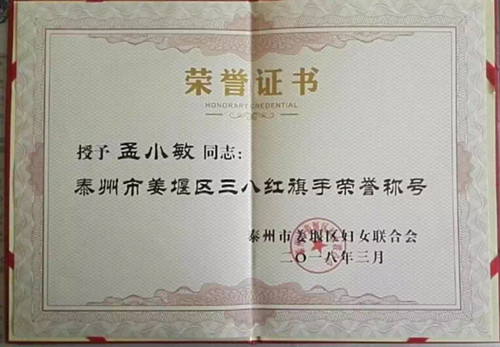 荣誉证书
HONORARY CREDENTIAL
授予 孟小敏 同志：
泰州市姜堰区三八红旗手荣誉称号
泰州市姜堰区妇女联合会
二〇一八年三月